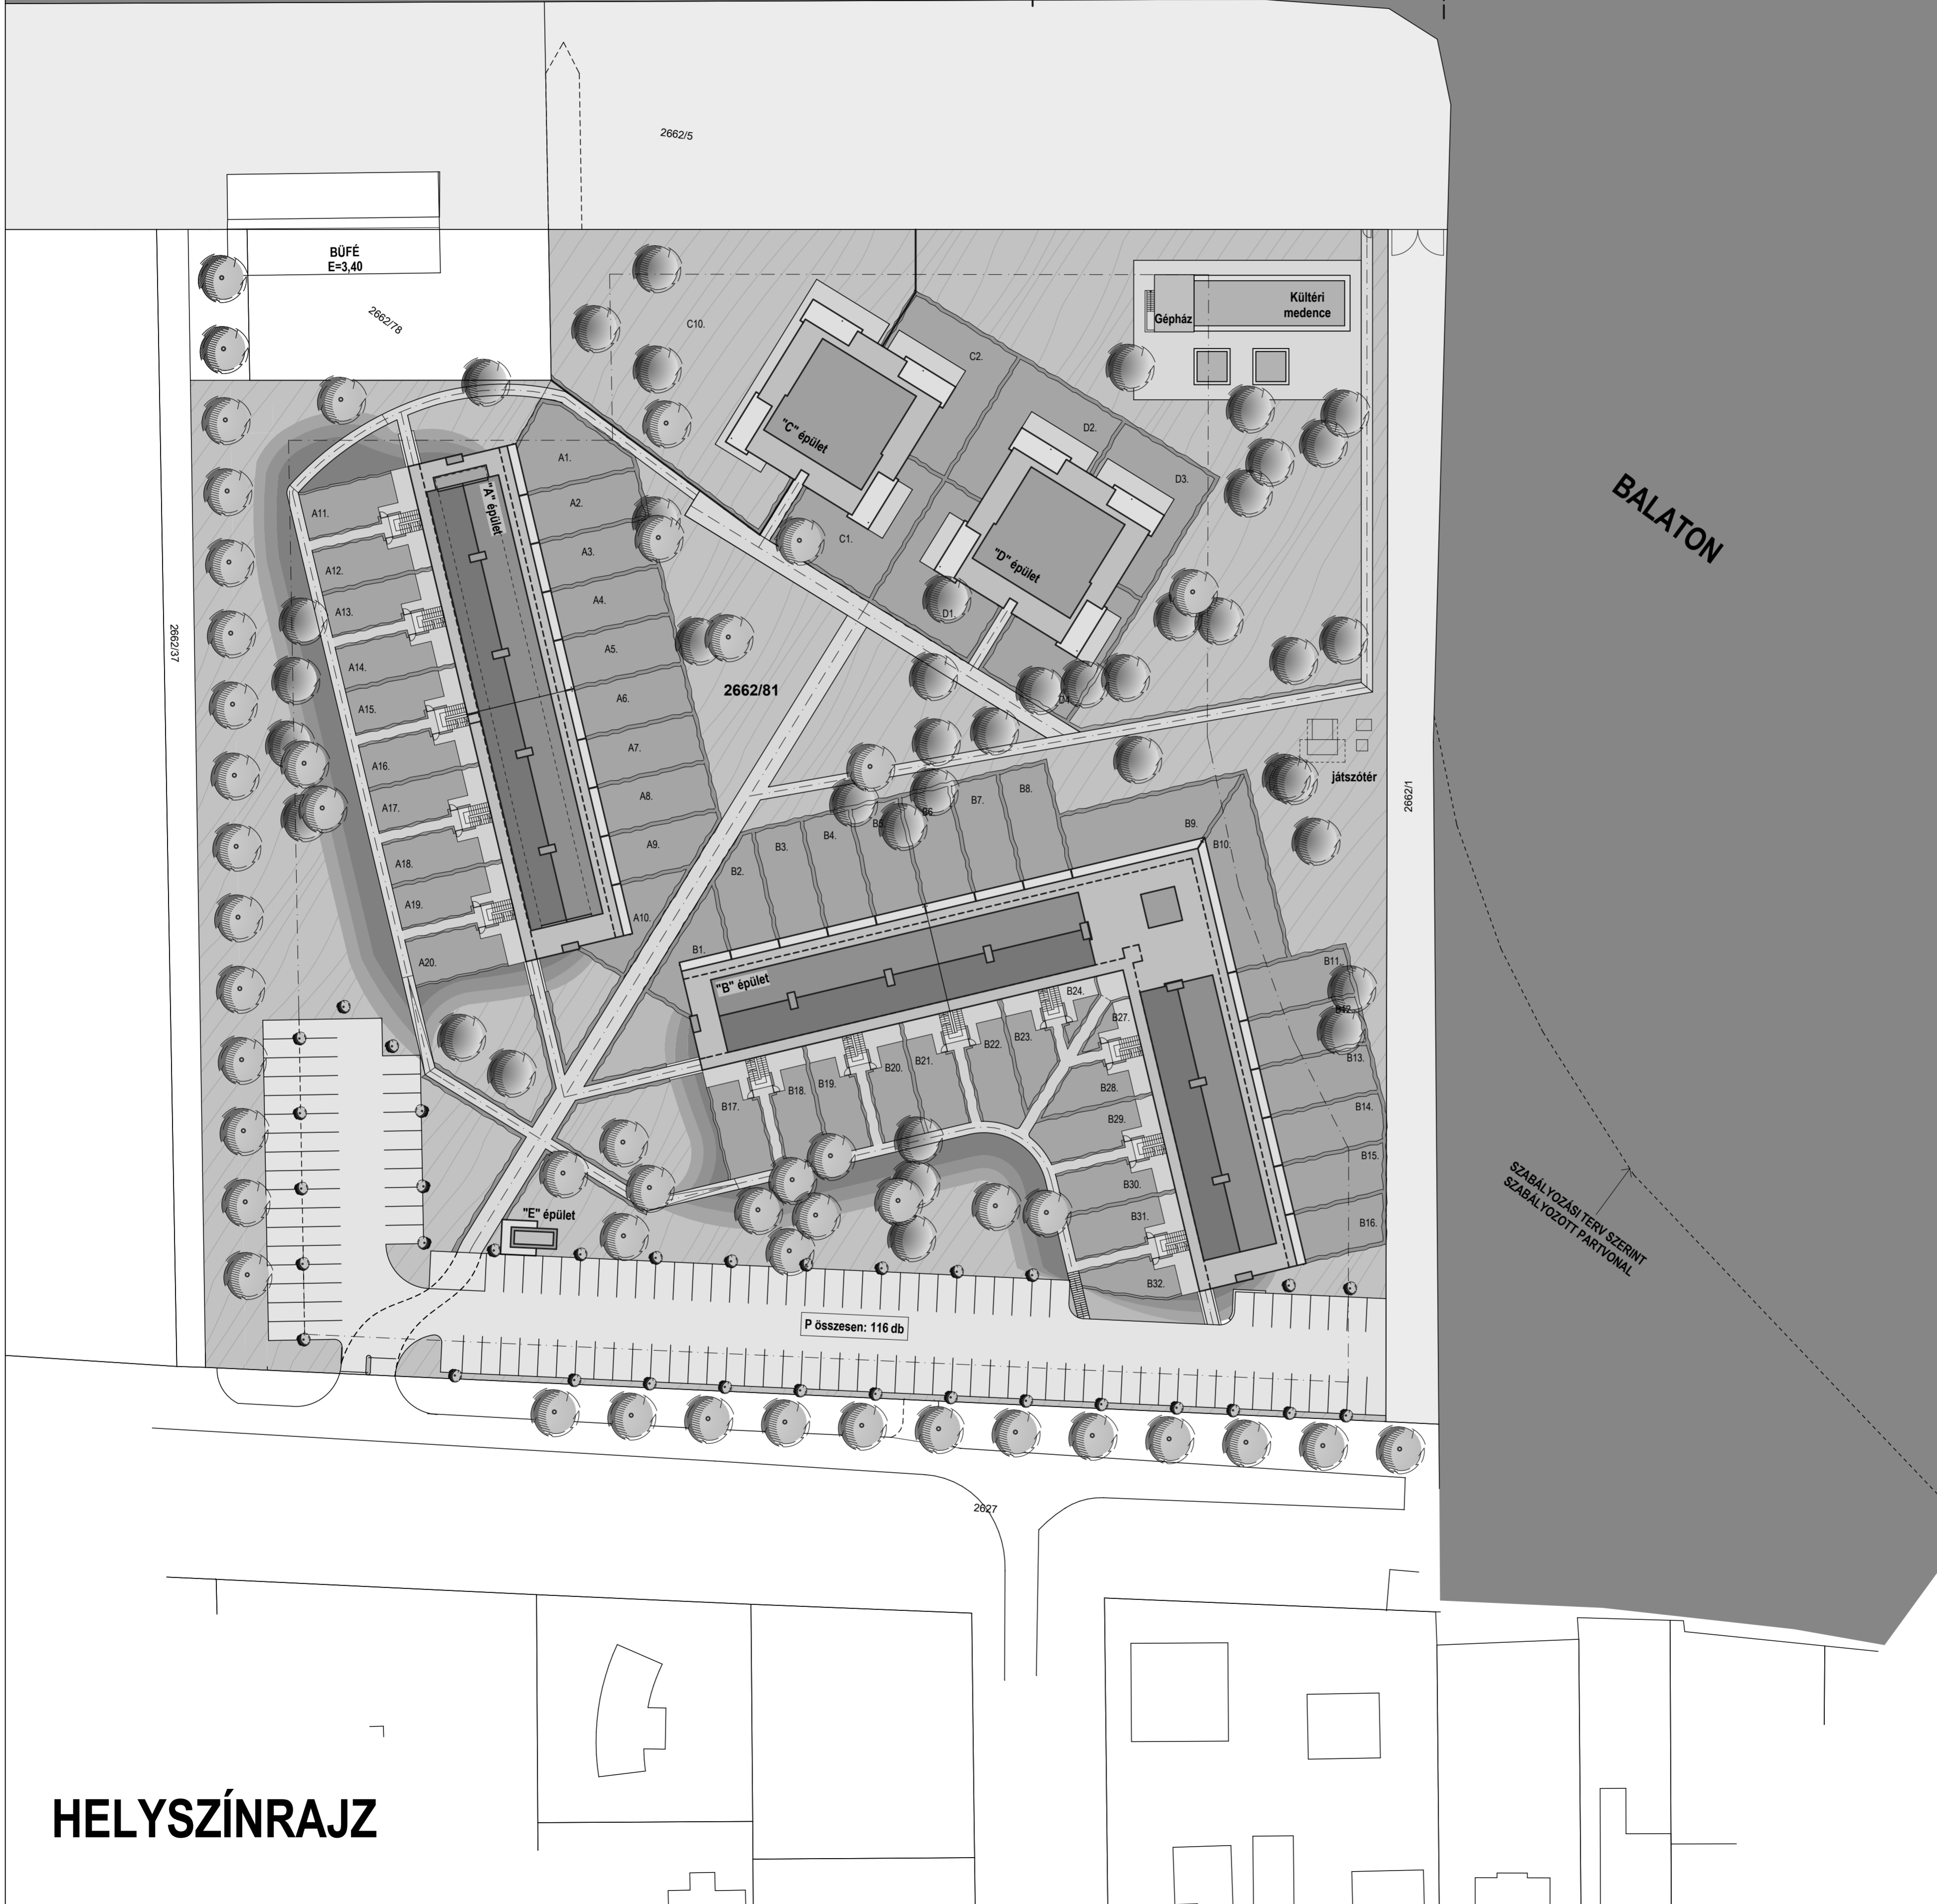 2662/5
BÜFÉ
E=3,40
2662/78
2662/37
C10.
"C" épület
C2.
C1.
Gépház
Kültéri
medence
D2.
D3.
"D" épület
D1.
D4.
BALATON
"A" épület
A1.
A2.
A3.
A4.
A5.
A6.
A7.
A8.
A9.
A10.
A11.
A12.
A13.
A14.
A15.
A16.
A17.
A18.
A19.
A20.
2662/81
játszótér
2662/1
B1.
B2.
B3.
B4.
B5.
B6.
B7.
B8.
B9.
B10.
"B" épület
B11.
B12.
B13.
B14.
B15.
B16.
B17.
B18.
B19.
B20.
B21.
B22.
B23.
B24.
B27.
B28.
B29.
B30.
B31.
B32.
"E" épület
P összesen: 116 db
SZABÁLYOZÁSI TERV SZERINT
SZABÁLYOZOTT PARTVONAL
2627
HELYSZÍNRAJZ